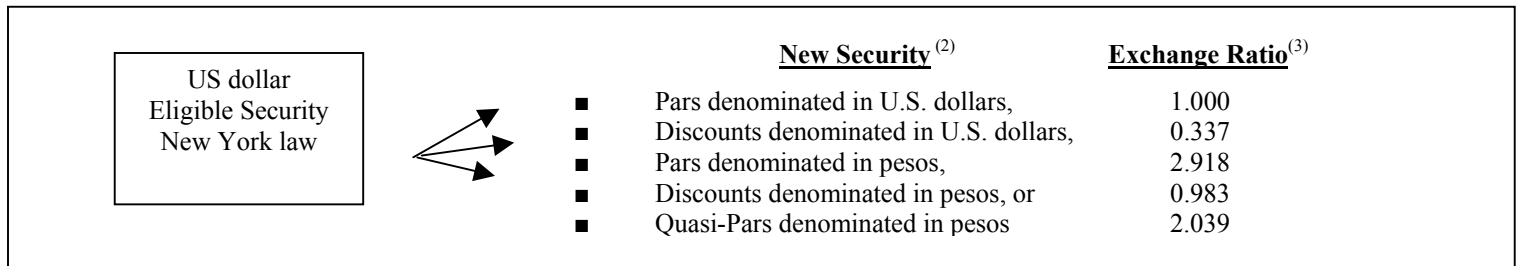 US dollar
Eligible Security
New York law
New Security (2) Exchange Ratio(3)
■ Pars denominated in U.S. dollars, 1.000
■ Discounts denominated in U.S. dollars, 0.337
■ Pars denominated in pesos, 2.918
■ Discounts denominated in pesos, or 0.983
■ Quasi-Pars denominated in pesos 2.039